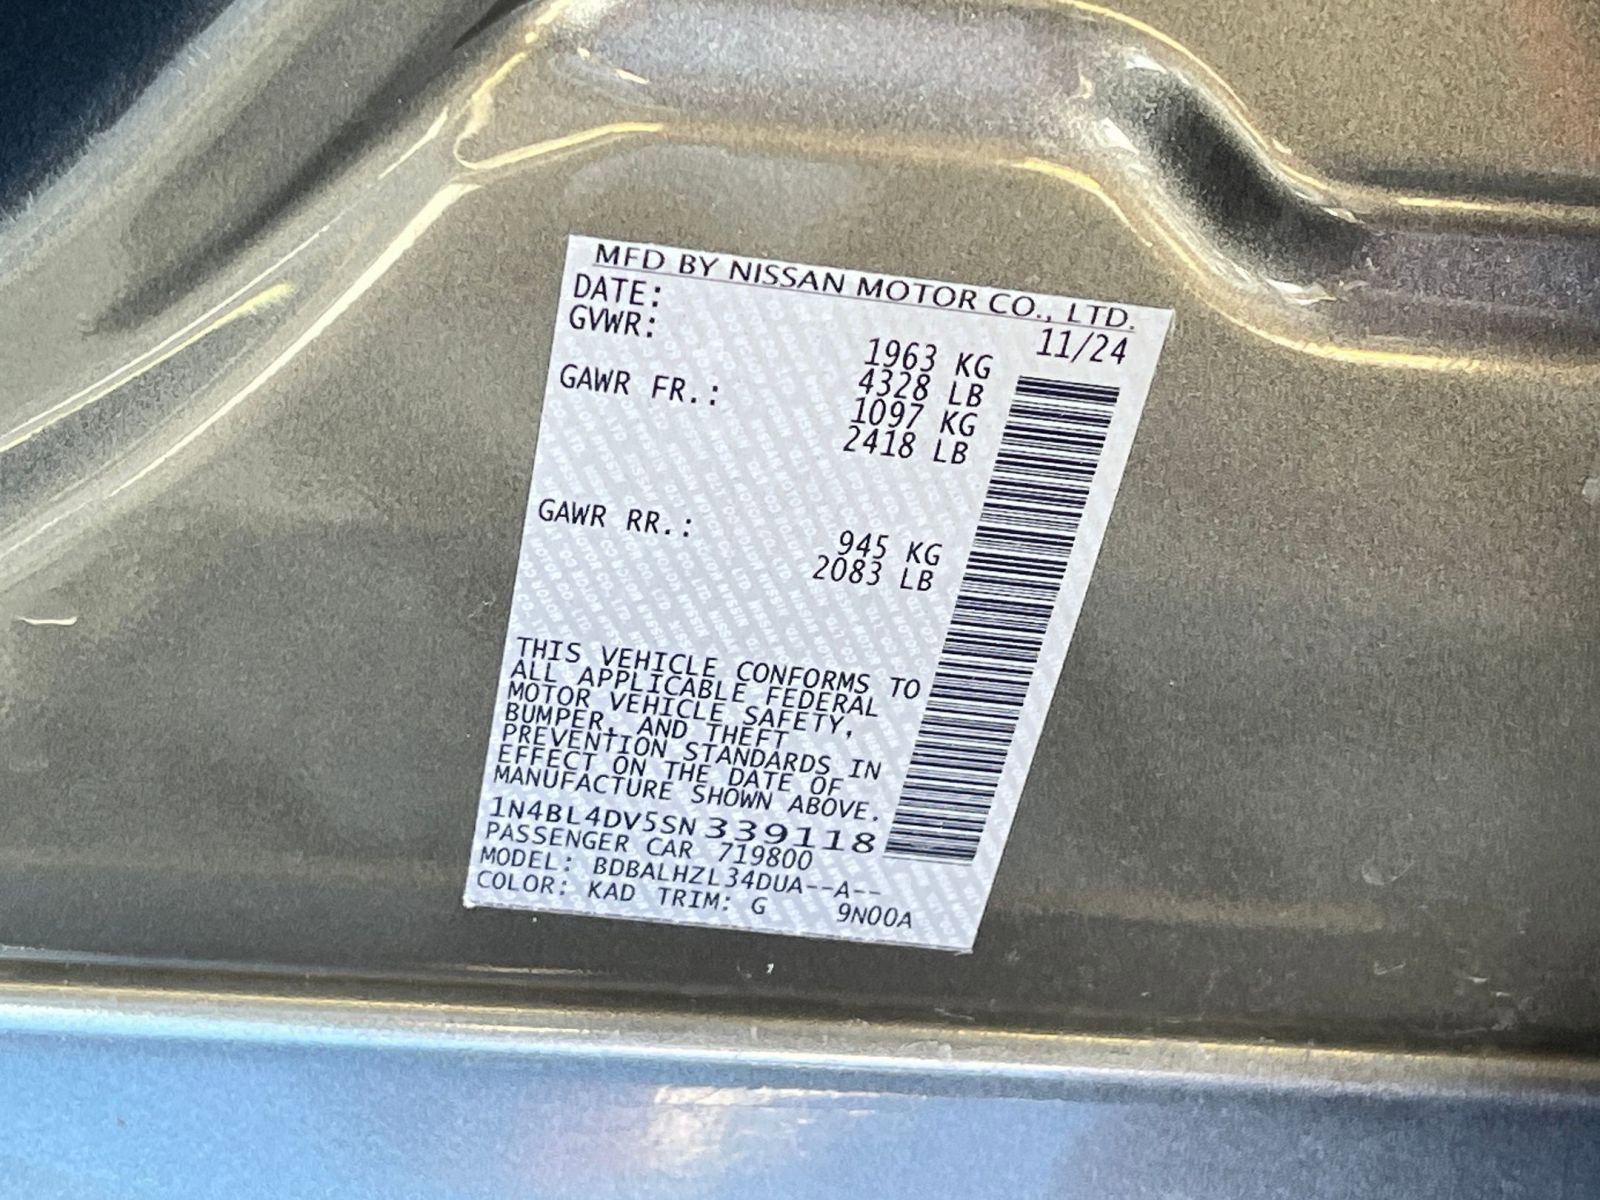 MFD BY NISSAN MOTOR CO., LTD.
DATE: 11/24
GVWR: 1963 KG
4328 LB
GAWR FR.: 1097 KG
2418 LB
GAWR RR.: 945 KG
2083 LB
THIS VEHICLE CONFORMS TO
ALL APPLICABLE FEDERAL
MOTOR VEHICLE SAFETY,
BUMPER, AND THEFT
PREVENTION STANDARDS IN
EFFECT ON THE DATE OF
MANUFACTURE SHOWN ABOVE.
1N4BL4DV5SN339118
PASSENGER CAR 719800
MODEL: BDBALHZL34DUA--A--
COLOR: KAD TRIM: G 9N00A